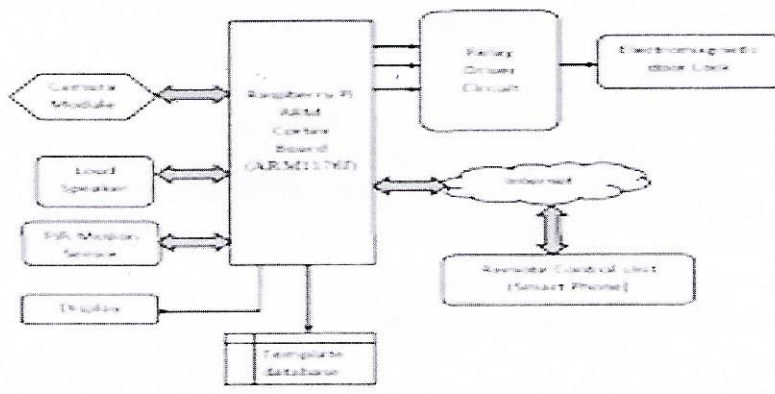 Camera
Module
Loud
Speaker
PIR Motion
Sensor
Display
Raspberry Pi
ARM
Cortex
Board
(ARM1176J)
Template
database
Relay
Driver
Circuit
Electromagnetic
door Lock
Internet
Remote Control Unit
(Smart Phone)